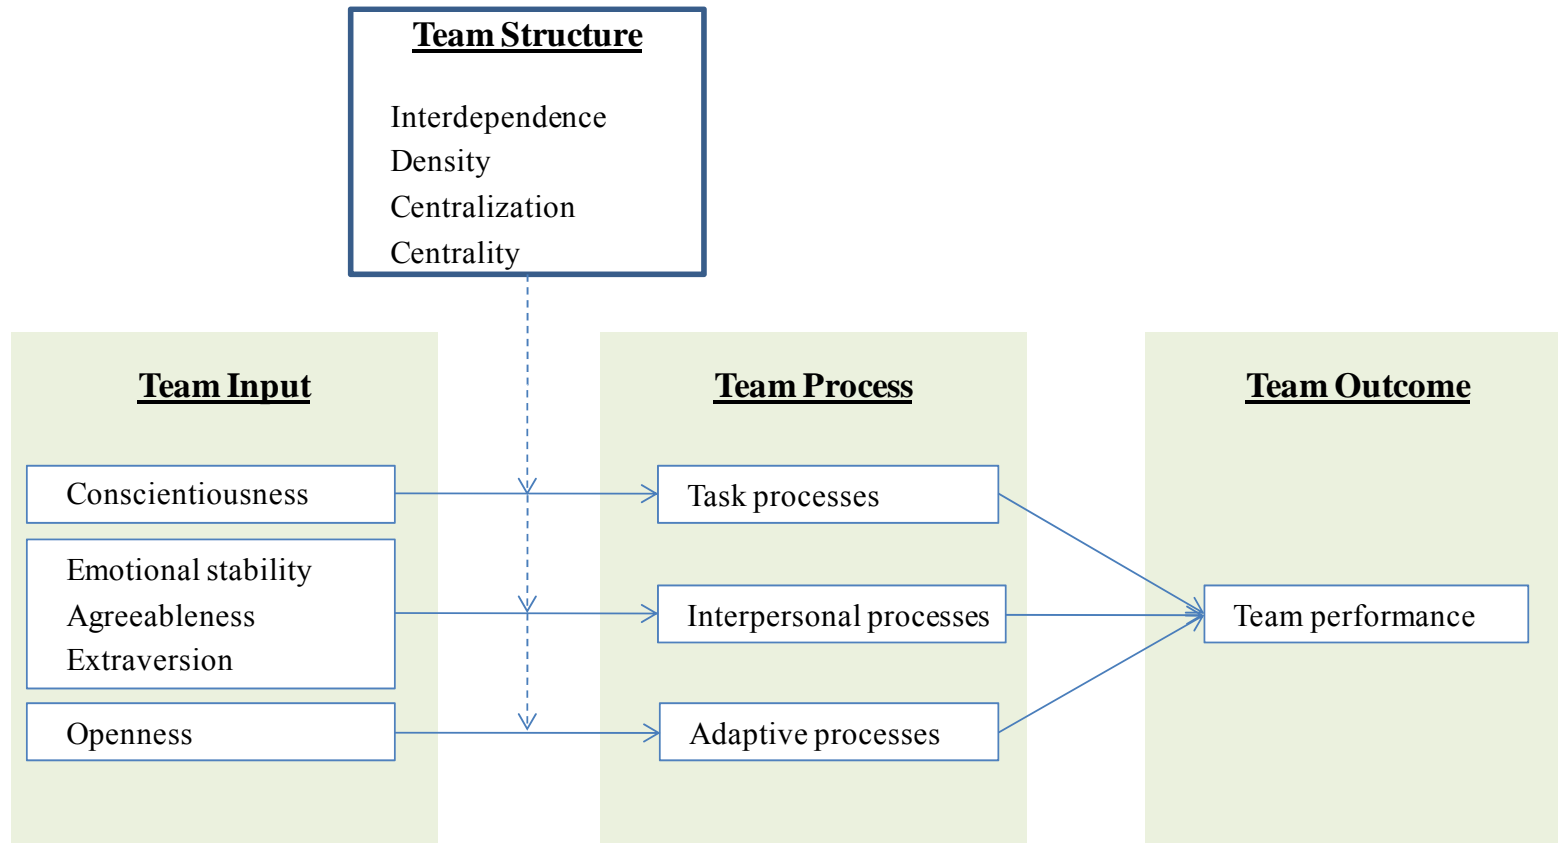 Team Structure
Interdependence
Density
Centralization
Centrality
Team Input
Conscientiousness
Emotional stability
Agreeableness
Extraversion
Openness
Team Process
Task processes
Interpersonal processes
Adaptive processes
Team Outcome
Team performance